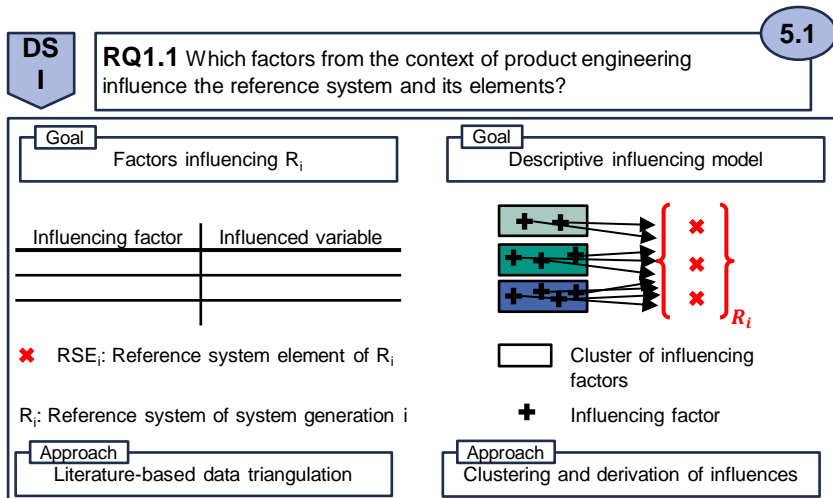 DS
I
5.1
RQ1.1 Which factors from the context of product engineering
influence the reference system and its elements?
Goal
Factors influencing Rᵢ
Influencing factor Influenced variable
RSEᵢ: Reference system element of Rᵢ
Rᵢ: Reference system of system generation i
Approach
Literature-based data triangulation
Goal
Descriptive influencing model
Rᵢ
Cluster of influencing
factors
Influencing factor
Approach
Clustering and derivation of influences